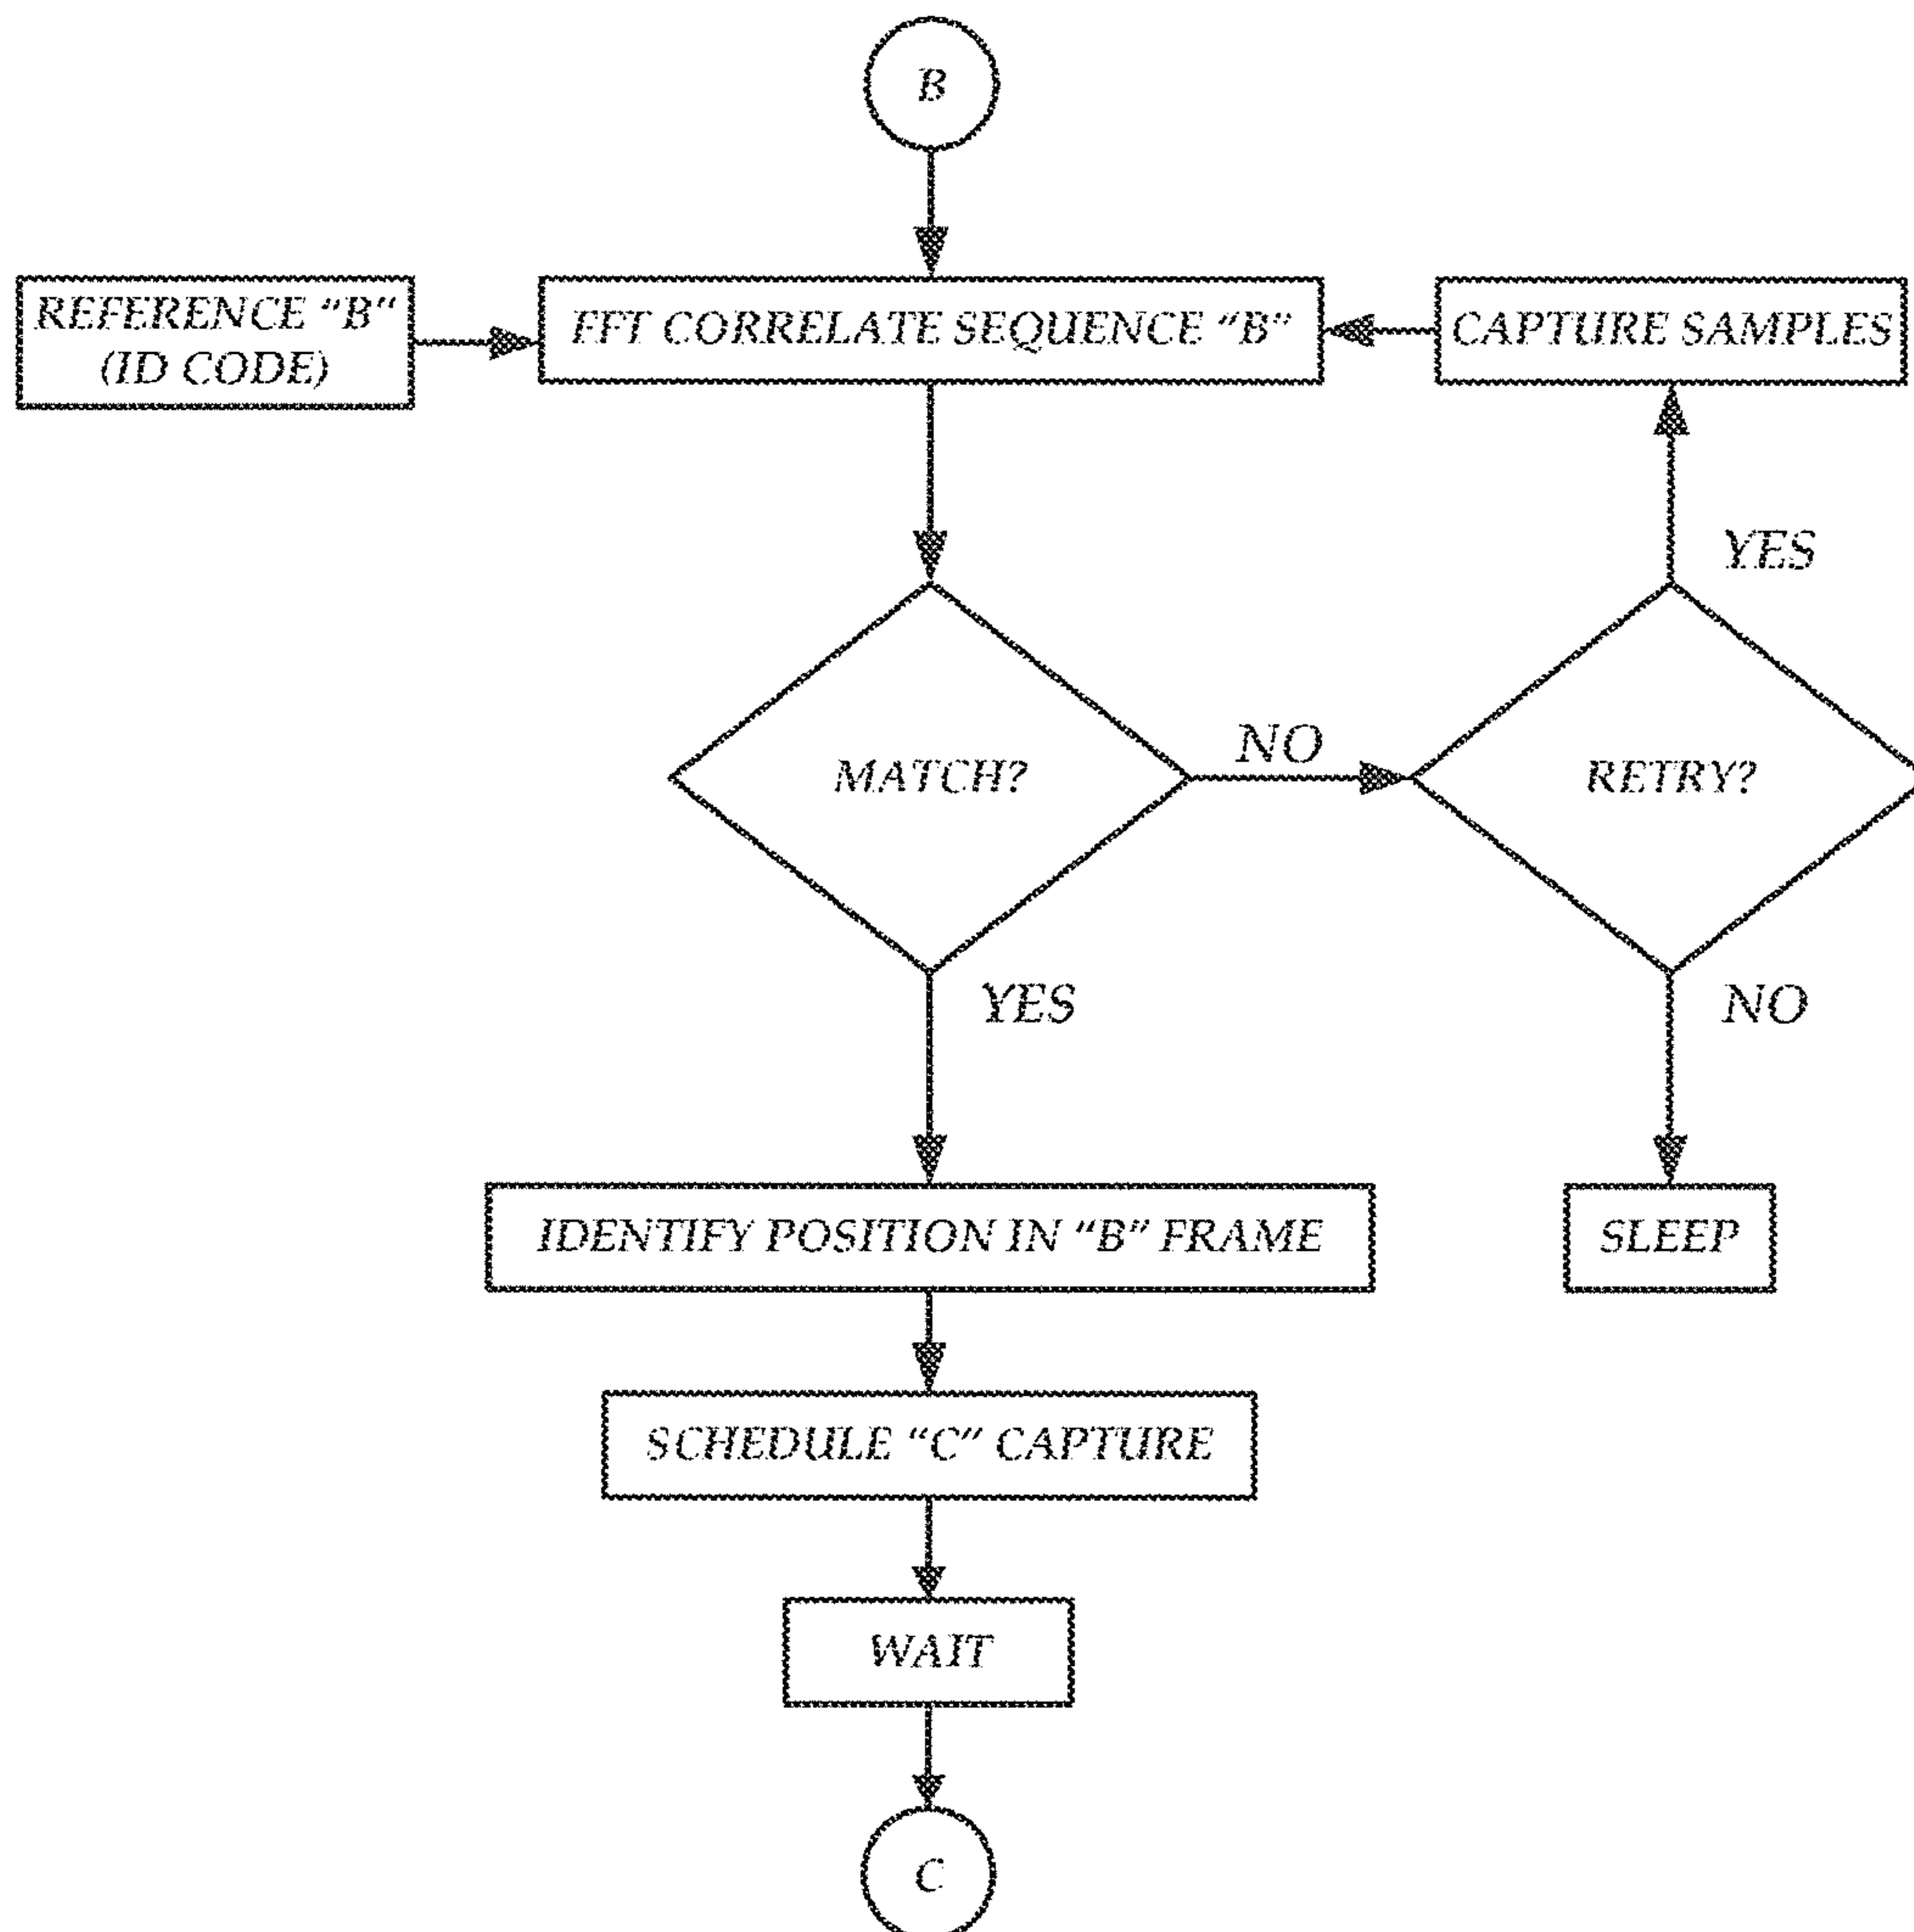 B
REFERENCE "B"
(ID CODE)
FFT CORRELATE SEQUENCE "B"
CAPTURE SAMPLES
YES
MATCH?
NO
RETRY?
YES
NO
IDENTIFY POSITION IN "B" FRAME
SLEEP
SCHEDULE "C" CAPTURE
WAIT
C